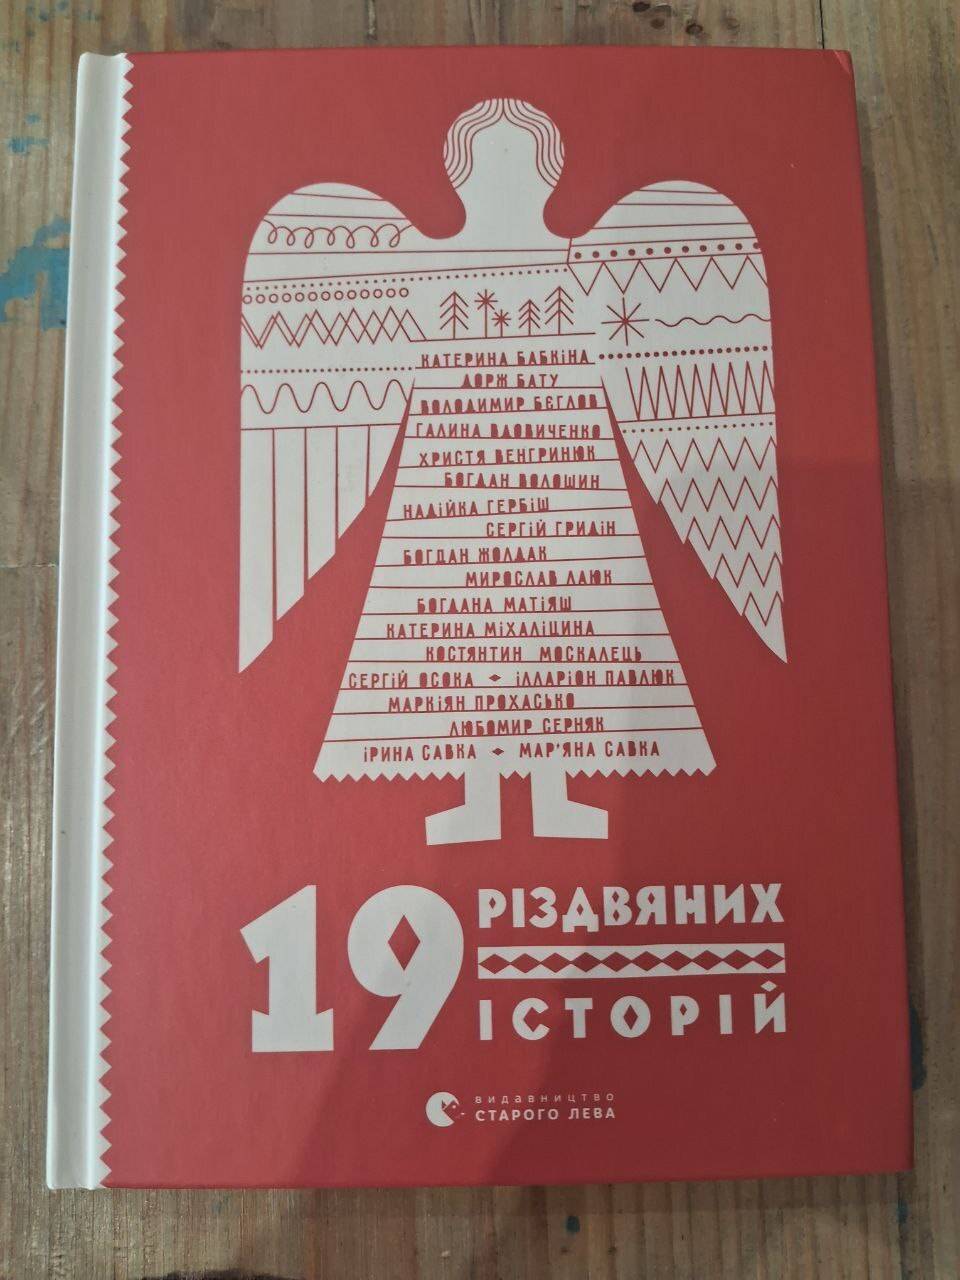 КАТЕРИНА БАБКІНА
ДОРЖ БАТУ
ВОЛОДИМИР БЄГЛОВ
ГАЛИНА ВДОВИЧЕНКО
ХРИСТЯ ВЕНГРИНЮК
БОГДАН ВОЛОШИН
НАДІЙКА ГЕРБІШ
СЕРГІЙ ГРИДІН
БОГДАН ЖОЛДАК
МИРОСЛАВ ЛАЮК
БОГДАНА МАТІЯШ
КАТЕРИНА МІХАЛІЦИНА
КОСТЯНТИН МОСКАЛЕЦЬ
СЕРГІЙ ОСОКА ◆ ІЛЛАРІОН ПАВЛЮК
МАРКІЯН ПРОХАСЬКО
ЛЮБОМИР СЕРНЯК
ІРИНА САВКА ◆ МАР'ЯНА САВКА
19 РІЗДВЯНИХ
ІСТОРІЙ
ВИДАВНИЦТВО
СТАРОГО ЛЕВА